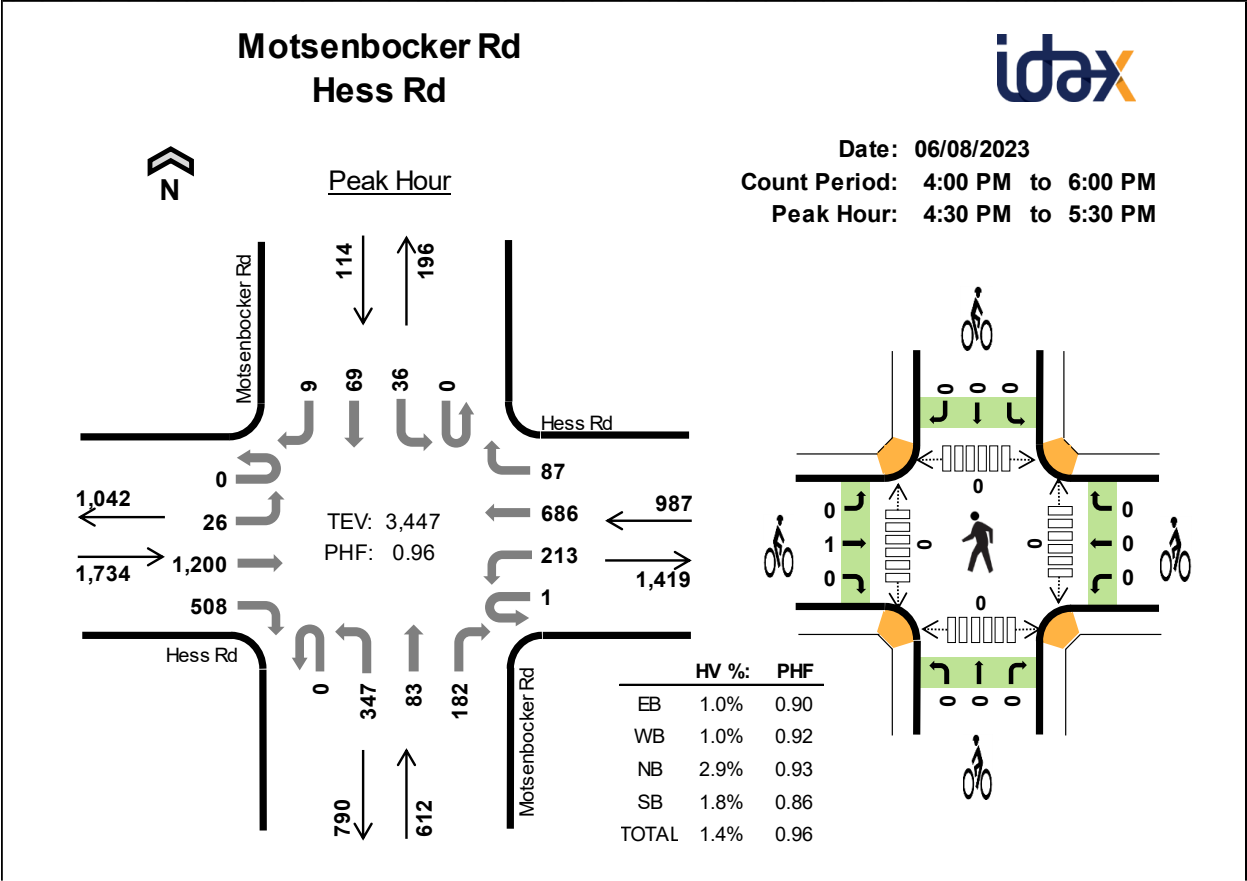 Motsenbocker Rd
Hess Rd
idax
Date: 06/08/2023
Count Period: 4:00 PM to 6:00 PM
Peak Hour: 4:30 PM to 5:30 PM
N
Peak Hour
Motsenbocker Rd
114
196
9
69
36
0
Hess Rd
0
26
1,200
508
1,042
1,734
TEV: 3,447
PHF: 0.96
87
686
213
1
987
1,419
Hess Rd
0
347
83
182
Motsenbocker Rd
790
612
HV %: PHF
EB 1.0% 0.90
WB 1.0% 0.92
NB 2.9% 0.93
SB 1.8% 0.86
TOTAL 1.4% 0.96
0 0 0
0
0
1
0
0
0
0
0
0
0
0 0 0